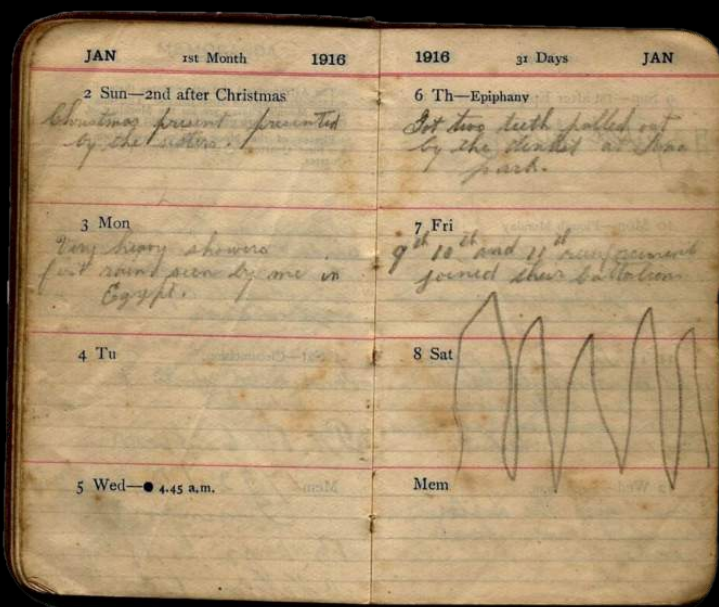 JAN 1st Month 1916
2 Sun—2nd after Christmas
Christmas present presented
by the sisters.
3 Mon
Very heavy showers
first rain seen by me in
Egypt.
4 Tu
5 Wed—● 4.45 a.m.
1916 31 Days JAN
6 Th—Epiphany
Got two teeth pulled out
by the dentist at
park.
7 Fri
9th 10th and 11th reinforcement
joined their battalions
8 Sat
Mem